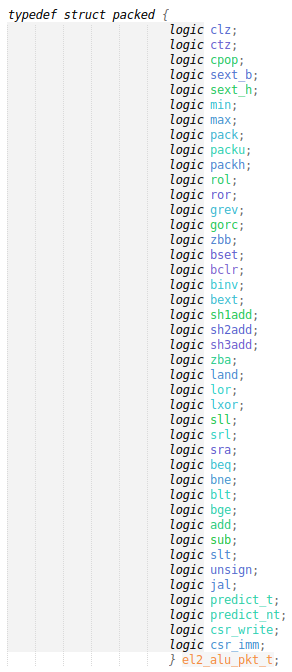 typedef struct packed {
logic clz;
logic ctz;
logic cpop;
logic sext_b;
logic sext_h;
logic min;
logic max;
logic pack;
logic packu;
logic packh;
logic rol;
logic ror;
logic grev;
logic gorc;
logic zbb;
logic bset;
logic bclr;
logic binv;
logic bext;
logic sh1add;
logic sh2add;
logic sh3add;
logic zba;
logic land;
logic lor;
logic lxor;
logic sll;
logic srl;
logic sra;
logic beq;
logic bne;
logic blt;
logic bge;
logic add;
logic sub;
logic slt;
logic unsign;
logic jal;
logic predict_t;
logic predict_nt;
logic csr_write;
logic csr_imm;
} el2_alu_pkt_t;